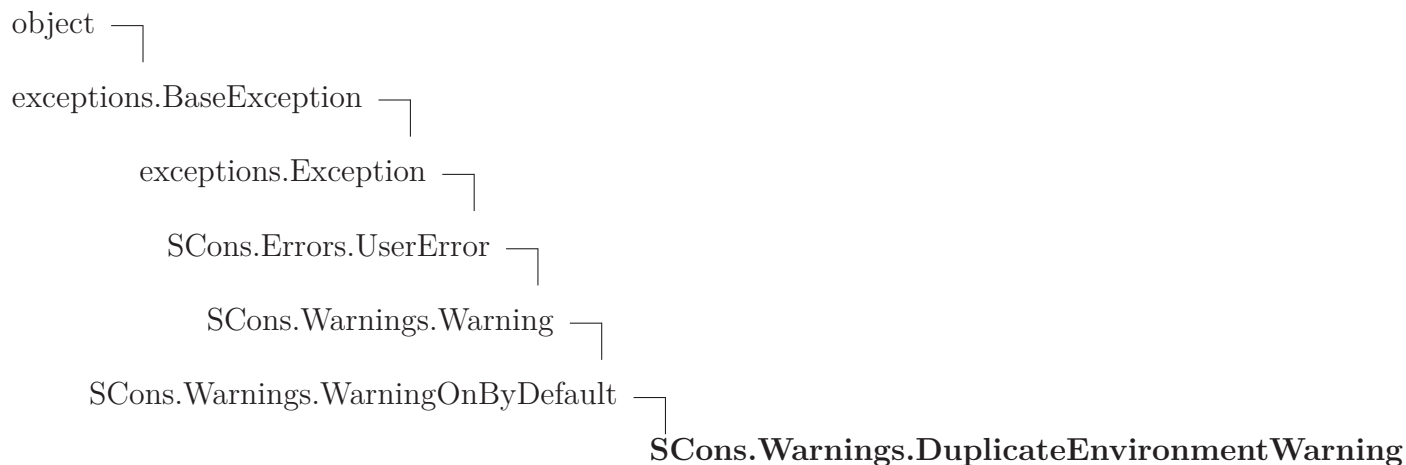 object
exceptions.BaseException
exceptions.Exception
SCons.Errors.UserError
SCons.Warnings.Warning
SCons.Warnings.WarningOnByDefault
SCons.Warnings.DuplicateEnvironmentWarning